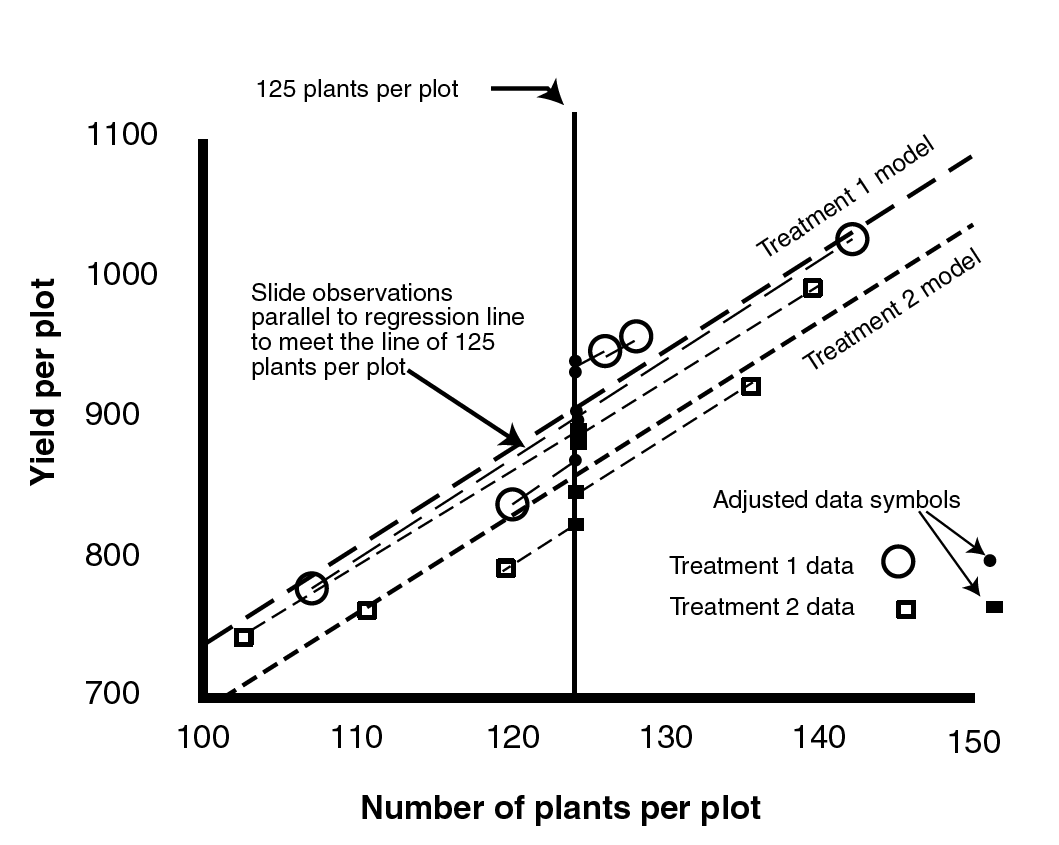 125 plants per plot
1100
1000
900
800
700
Yield per plot
Treatment 1 model
Treatment 2 model
Slide observations
parallel to regression line
to meet the line of 125
plants per plot
Adjusted data symbols
Treatment 1 data
Treatment 2 data
100 110 120 130 140 150
Number of plants per plot